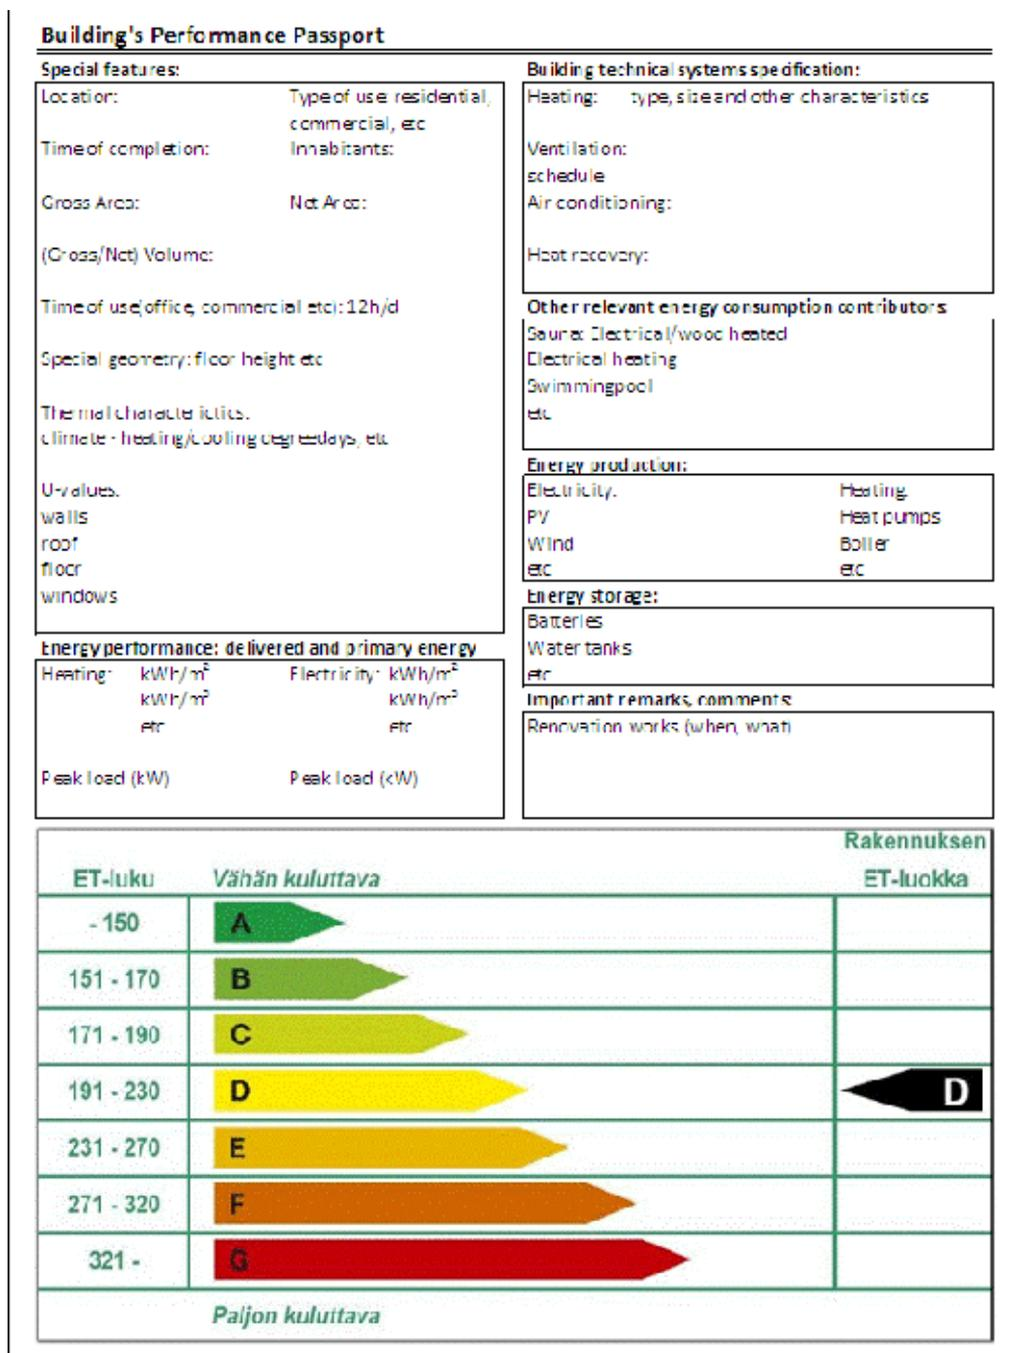 Building's Performance Passport
Special features:
Location: Type of use: residential,
commercial, etc
Time of completion: Inhabitants:
Gross Area: Net Area:
(Gross/Net) Volume:
Time of use(office, commercial etc): 12h/d
Special geometry: floor height etc
Thermal characteristics:
climate - heating/cooling degreedays, etc
U-values:
walls
roof
floor
windows
Energy performance: delivered and primary energy
Heating: kWh/m² Electricity: kWh/m²
kWh/m² kWh/m²
etc etc
Peak load (kW) Peak load (kW)
Building technical systems specification:
Heating: type, size and other characteristics
Ventilation:
schedule
Air conditioning:
Heat recovery:
Other relevant energy consumption contributors:
Sauna: Electrical/wood heated
Electrical heating
Swimmingpool
etc
Energy production:
Electricity: Heating:
PV Heat pumps
Wind Boiler
etc etc
Energy storage:
Batteries
Water tanks
etc
Important remarks, comments:
Renovation works (when, what)
Rakennuksen
ET-luku Vähän kuluttava ET-luokka
- 150 A
151 - 170 B
171 - 190 C
191 - 230 D D
231 - 270 E
271 - 320 F
321 - G
Paljon kuluttava